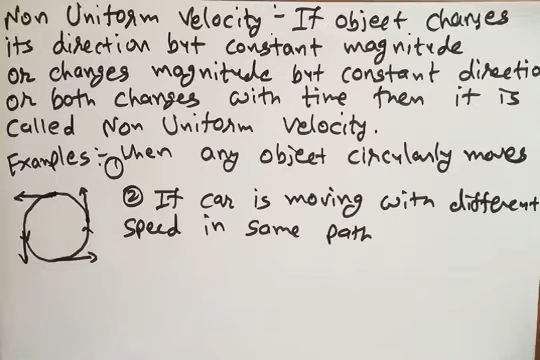 Non Uniform Velocity :- If object changes
its direction but constant magnitude
or changes magnitude but constant directio
or both changes with time then it is
called Non Uniform Velocity.
Examples:- ① When any object circularly moves
② If car is moving with different
speed in same path